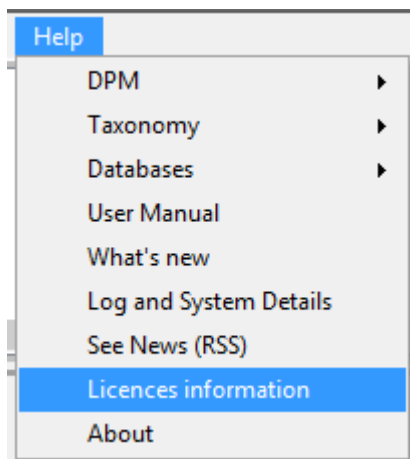 Help
DPM
Taxonomy
Databases
User Manual
What's new
Log and System Details
See News (RSS)
Licences information
About